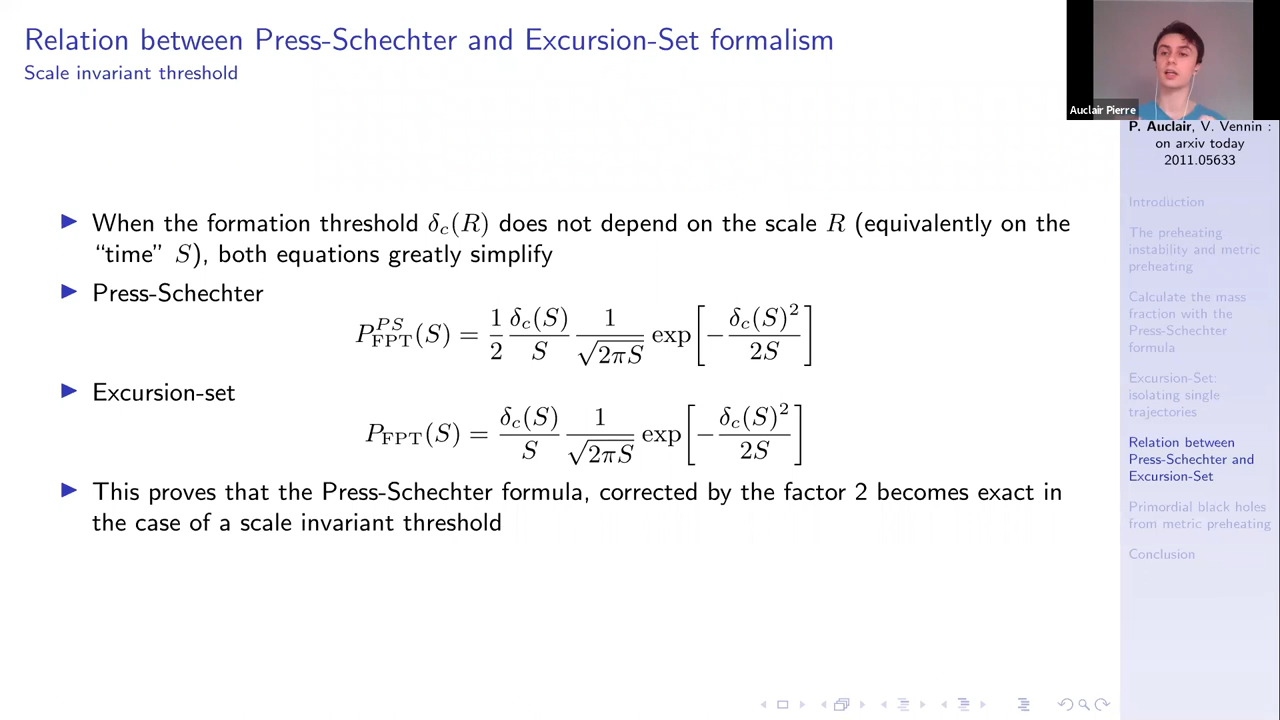 Relation between Press-Schechter and Excursion-Set formalism
Scale invariant threshold
▶ When the formation threshold δ_c(R) does not depend on the scale R (equivalently on the
“time” S), both equations greatly simplify
▶ Press-Schechter
P_FPT^PS(S) = 1/2 δ_c(S)/S 1/√(2πS) exp[−δ_c(S)²/2S]
▶ Excursion-set
P_FPT(S) = δ_c(S)/S 1/√(2πS) exp[−δ_c(S)²/2S]
▶ This proves that the Press-Schechter formula, corrected by the factor 2 becomes exact in
the case of a scale invariant threshold
Auclair Pierre
P. Auclair, V. Vennin :
on arxiv today
2011.05633
Introduction
The preheating
instability and metric
preheating
Calculate the mass
fraction with the
Press-Schechter
formula
Excursion-Set:
isolating single
trajectories
Relation between
Press-Schechter and
Excursion-Set
Primordial black holes
from metric preheating
Conclusion